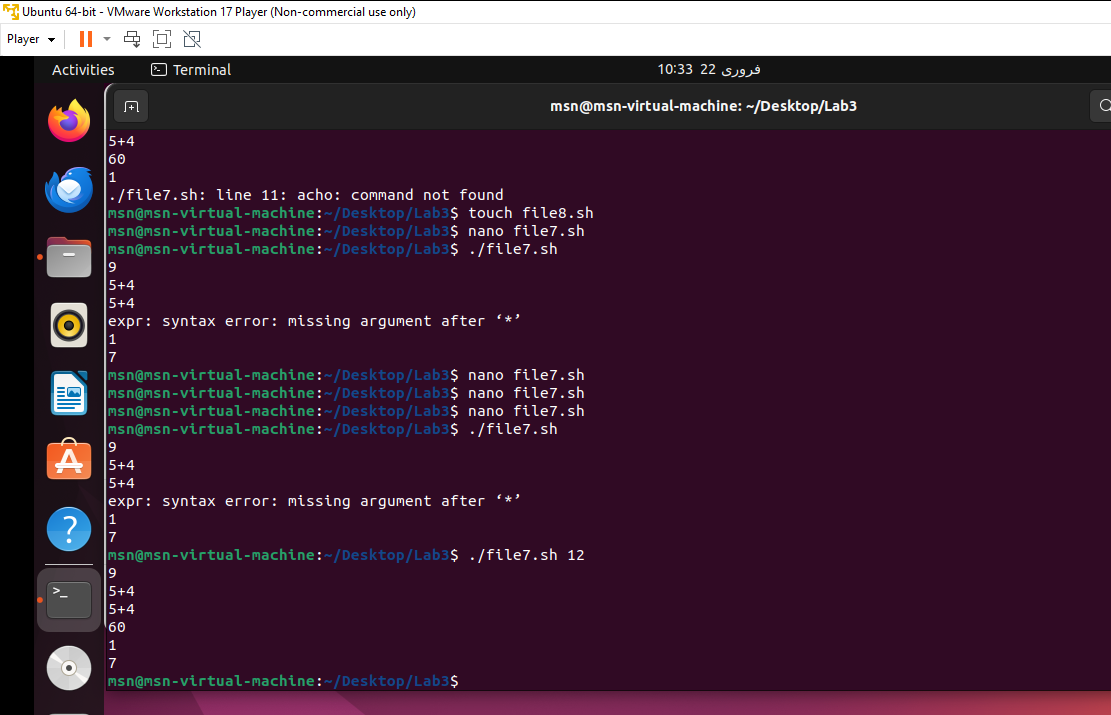 Ubuntu 64-bit - VMware Workstation 17 Player (Non-commercial use only)
Player
Activities
Terminal
10:33 22 فروری
msn@msn-virtual-machine: ~/Desktop/Lab3
5+4
60
1
./file7.sh: line 11: acho: command not found
msn@msn-virtual-machine:~/Desktop/Lab3$ touch file8.sh
msn@msn-virtual-machine:~/Desktop/Lab3$ nano file7.sh
msn@msn-virtual-machine:~/Desktop/Lab3$ ./file7.sh
9
5+4
5+4
expr: syntax error: missing argument after ‘*’
1
7
msn@msn-virtual-machine:~/Desktop/Lab3$ nano file7.sh
msn@msn-virtual-machine:~/Desktop/Lab3$ nano file7.sh
msn@msn-virtual-machine:~/Desktop/Lab3$ nano file7.sh
msn@msn-virtual-machine:~/Desktop/Lab3$ ./file7.sh
9
5+4
5+4
expr: syntax error: missing argument after ‘*’
1
7
msn@msn-virtual-machine:~/Desktop/Lab3$ ./file7.sh 12
9
5+4
5+4
60
1
7
msn@msn-virtual-machine:~/Desktop/Lab3$